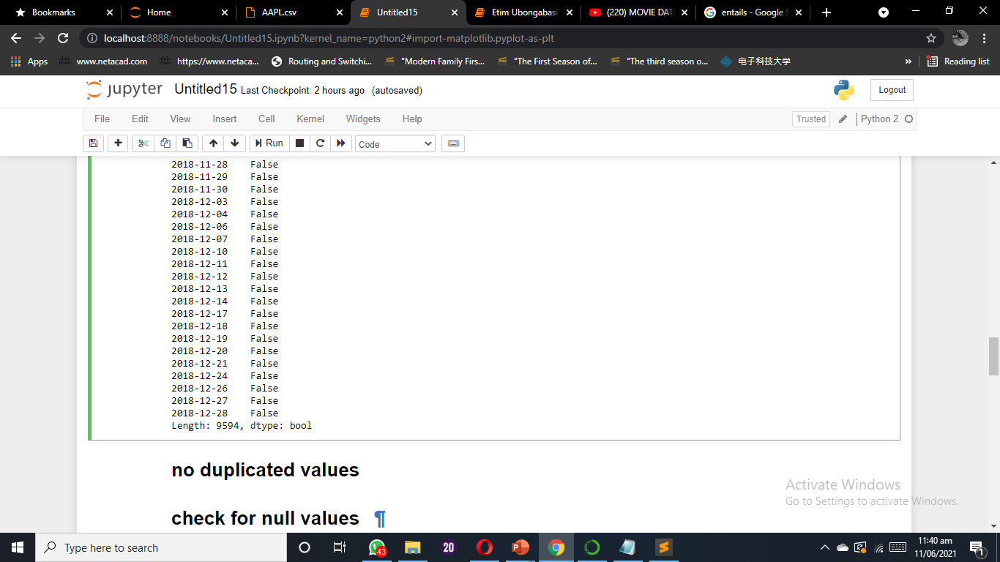 Bookmarks
Home
AAPL.csv
Untitled15
Etim Ubongabasi
(220) MOVIE DATA
entails - Google S
localhost:8888/notebooks/Untitled15.ipynb?kernel_name=python2#import-matplotlib.pyplot-as-plt
Apps
www.netacad.com
https://www.netaca...
Routing and Switchi...
"Modern Family Firs...
"The First Season of...
"The third season o...
电子科技大学
»
Reading list
jupyter Untitled15 Last Checkpoint: 2 hours ago (autosaved)
Logout
File Edit View Insert Cell Kernel Widgets Help
Trusted
Python 2
Run
Code
2018-11-28 False
2018-11-29 False
2018-11-30 False
2018-12-03 False
2018-12-04 False
2018-12-06 False
2018-12-07 False
2018-12-10 False
2018-12-11 False
2018-12-12 False
2018-12-13 False
2018-12-14 False
2018-12-17 False
2018-12-18 False
2018-12-19 False
2018-12-20 False
2018-12-21 False
2018-12-24 False
2018-12-26 False
2018-12-27 False
2018-12-28 False
Length: 9594, dtype: bool
no duplicated values
check for null values ¶
Activate Windows
Go to Settings to activate Windows.
Type here to search
43
20
11:40 am
11/06/2021
1